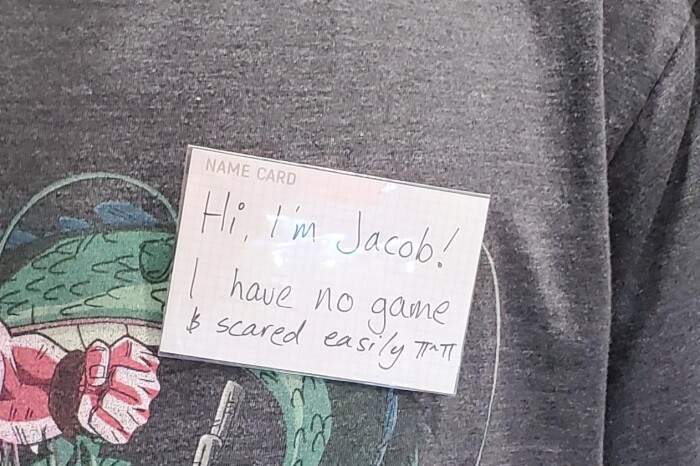 NAME CARD
Hi, I'm Jacob!
I have no game
& scared easily π^π